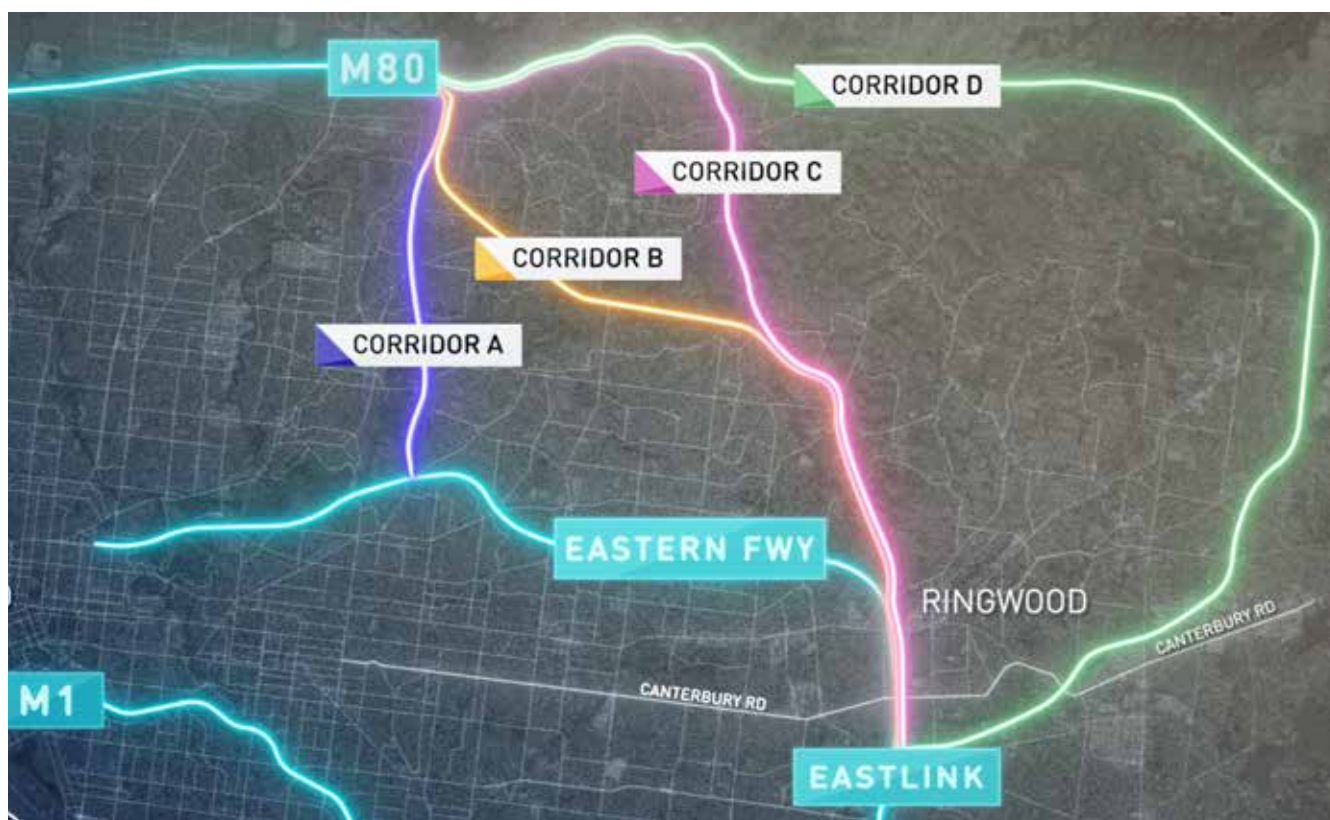 M80
CORRIDOR D
CORRIDOR C
CORRIDOR B
CORRIDOR A
EASTERN FWY
RINGWOOD
CANTERBURY RD
CANTERBURY RD
M1
EASTLINK